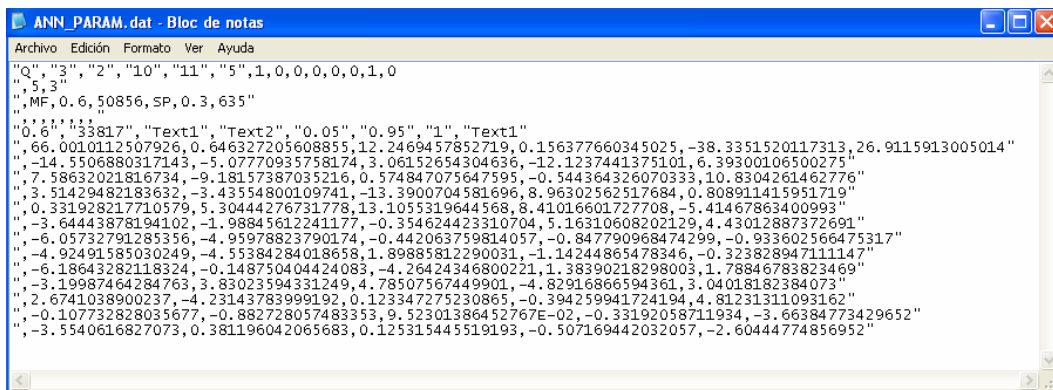 ANN_PARAM.dat - Bloc de notas
Archivo Edición Formato Ver Ayuda
"Q","3","2","10","11","5",1,0,0,0,0,0,1,0
",5,3"
",MF,0.6,50856,SP,0.3,635"
",,,,,,,,"
"0.6","33817","Text1","Text2","0.05","0.95","1","Text1"
",66.0010112507926,0.646327205608855,12.2469457852719,0.156377660345025,-38.3351520117313,26.9115913005014"
",-14.5506880317143,-5.07770935758174,3.06152654304636,-12.1237441375101,6.39300106500275"
",7.58632021816734,-9.18157387035216,0.574847075647595,-0.544364326070333,10.8304261462776"
",3.51429482183632,-3.43554800109741,-13.3900704581696,8.96302562517684,0.808911415951719"
",0.331928217710579,5.30444276731778,13.1055319644568,8.41016601727708,-5.41467863400993"
",-3.64443878194102,-1.98845612241177,-0.354624423310704,5.16310608202129,4.43012887372691"
",-6.05732791285356,-4.95978823790174,-0.442063759814057,-0.847790968474299,-0.933602566475317"
",-4.92491585030249,-4.55384284018658,1.89885812290031,-1.14244865478346,-0.323828947111147"
",-6.18643282118324,-0.148750404424083,-4.26424346800221,1.38390218298003,1.78846783823469"
",-3.19987464284763,3.83023594331249,4.78507567449901,-4.82916866594361,3.04018182384073"
",2.6741038900237,-4.23143783999192,0.123347275230865,-0.394259941724194,4.81231311093162"
",-0.107732828035677,-0.882728057483353,9.52301386452767E-02,-0.33192058711934,-3.66384773429652"
",-3.5540616827073,0.381196042065683,0.125315445519193,-0.507169442032057,-2.60444774856952"